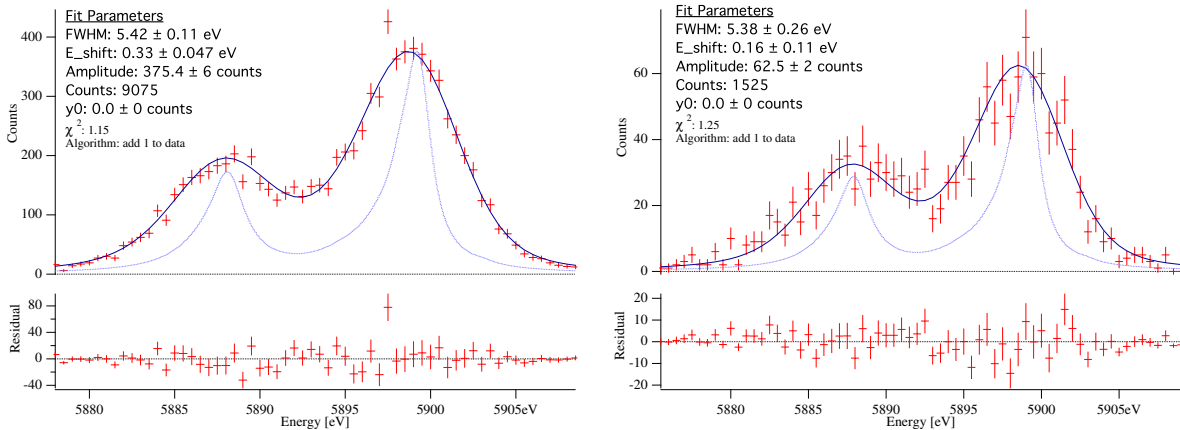 Fit Parameters
FWHM: 5.42 ± 0.11 eV
E_shift: 0.33 ± 0.047 eV
Amplitude: 375.4 ± 6 counts
Counts: 9075
y0: 0.0 ± 0 counts
χ 2: 1.15
Algorithm: add 1 to data
400
300
200
100
0
Counts
80
40
0
-40
Residual
5880
5885
5890
5895
5900
5905eV
Energy [eV]
Fit Parameters
FWHM: 5.38 ± 0.26 eV
E_shift: 0.16 ± 0.11 eV
Amplitude: 62.5 ± 2 counts
Counts: 1525
y0: 0.0 ± 0 counts
χ 2: 1.25
Algorithm: add 1 to data
60
40
20
0
Counts
20
10
0
-10
-20
Residual
5880
5885
5890
5895
5900
5905eV
Energy [eV]